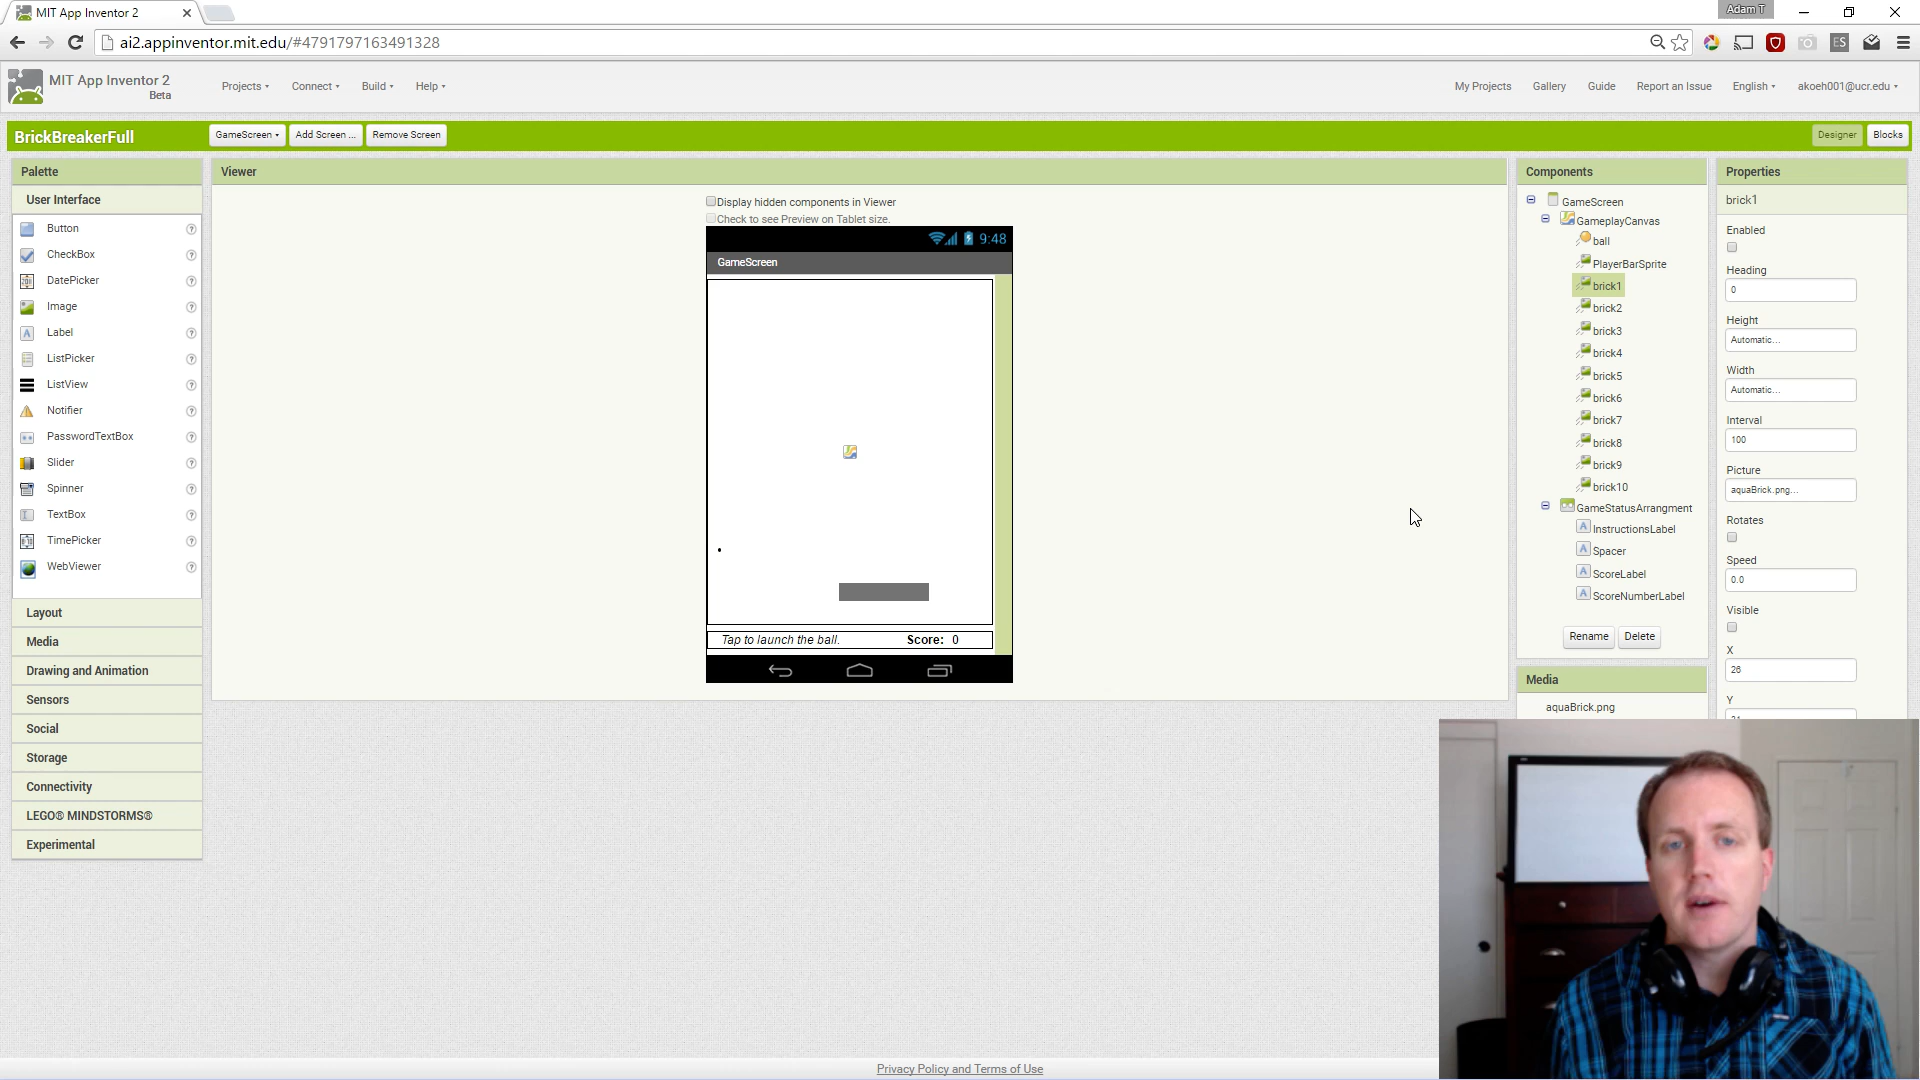 MIT App Inventor 2
Adam T
ai2.appinventor.mit.edu/#4791797163491328
ES
MIT App Inventor 2
Beta
Projects
Connect
Build
Help
My Projects
Gallery
Guide
Report an Issue
English
akoeh001@ucr.edu
BrickBreakerFull
GameScreen
Add Screen ...
Remove Screen
Designer
Blocks
Palette
User Interface
Button
CheckBox
DatePicker
Image
Label
ListPicker
ListView
Notifier
PasswordTextBox
Slider
Spinner
TextBox
TimePicker
WebViewer
Layout
Media
Drawing and Animation
Sensors
Social
Storage
Connectivity
LEGO® MINDSTORMS®
Experimental
Viewer
Display hidden components in Viewer
Check to see Preview on Tablet size.
9:48
GameScreen
Tap to launch the ball.
Score: 0
Components
GameScreen
GameplayCanvas
ball
PlayerBarSprite
brick1
brick2
brick3
brick4
brick5
brick6
brick7
brick8
brick9
brick10
GameStatusArrangment
InstructionsLabel
Spacer
ScoreLabel
ScoreNumberLabel
Rename
Delete
Media
aquaBrick.png
Properties
brick1
Enabled
Heading
0
Height
Automatic...
Width
Automatic...
Interval
100
Picture
aquaBrick.png...
Rotates
Speed
0.0
Visible
X
26
Y
Privacy Policy and Terms of Use